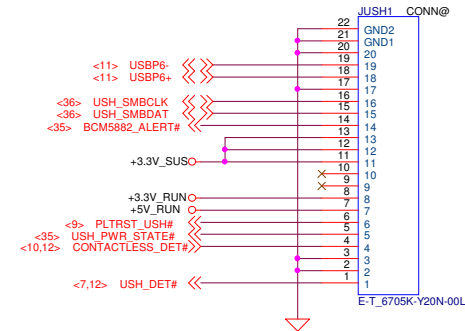 JUSH1 CONN@
22 GND2
21 GND1
20 20
<11> USBP6- 19 19
<11> USBP6+ 18 18
17 17
<36> USH_SMBCLK 16 16
<36> USH_SMBDAT 15 15
<35> BCM5882_ALERT# 14 14
13 13
12 12
+3.3V_SUS 11 11
10 10
9 9
+3.3V_RUN 8 8
+5V_RUN 7 7
<9> PLTRST_USH# 6 6
<35> USH_PWR_STATE# 5 5
<10,12> CONTACTLESS_DET# 4 4
3 3
2 2
<7,12> USH_DET# 1 1
E-T_6705K-Y20N-00L